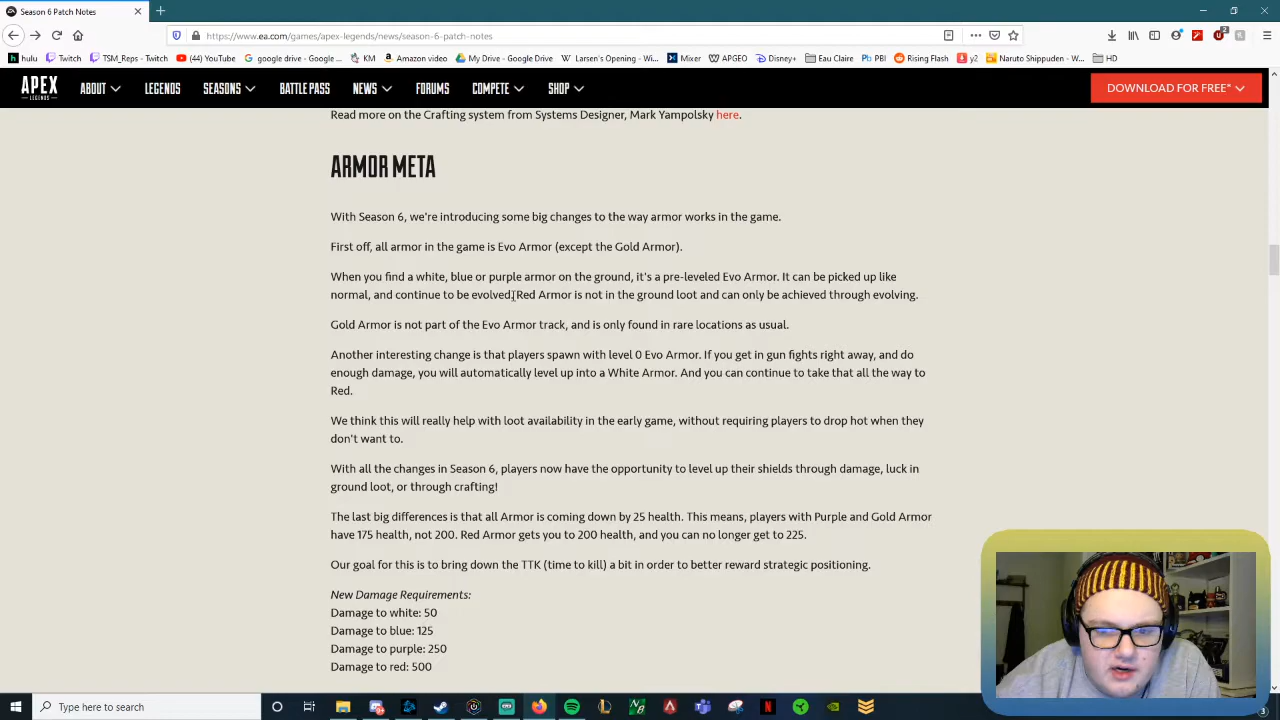 Season 6 Patch Notes
https://www.ea.com/games/apex-legends/news/season-6-patch-notes
hulu Twitch TSM_Reps - Twitch (44) YouTube google drive - Google ... KM Amazon video My Drive - Google Drive Larsen's Opening - Wi... Mixer APGEO Disney+ Eau Claire PBI Rising Flash y2 Naruto Shippuden - W... HD
APEX LEGENDS ABOUT LEGENDS SEASONS BATTLE PASS NEWS FORUMS COMPETE SHOP DOWNLOAD FOR FREE*
Read more on the Crafting system from Systems Designer, Mark Yampolsky here.
ARMOR META
With Season 6, we're introducing some big changes to the way armor works in the game.
First off, all armor in the game is Evo Armor (except the Gold Armor).
When you find a white, blue or purple armor on the ground, it's a pre-leveled Evo Armor. It can be picked up like
normal, and continue to be evolved. Red Armor is not in the ground loot and can only be achieved through evolving.
Gold Armor is not part of the Evo Armor track, and is only found in rare locations as usual.
Another interesting change is that players spawn with level 0 Evo Armor. If you get in gun fights right away, and do
enough damage, you will automatically level up into a White Armor. And you can continue to take that all the way to
Red.
We think this will really help with loot availability in the early game, without requiring players to drop hot when they
don't want to.
With all the changes in Season 6, players now have the opportunity to level up their shields through damage, luck in
ground loot, or through crafting!
The last big differences is that all Armor is coming down by 25 health. This means, players with Purple and Gold Armor
have 175 health, not 200. Red Armor gets you to 200 health, and you can no longer get to 225.
Our goal for this is to bring down the TTK (time to kill) a bit in order to better reward strategic positioning.
New Damage Requirements:
Damage to white: 50
Damage to blue: 125
Damage to purple: 250
Damage to red: 500
Type here to search